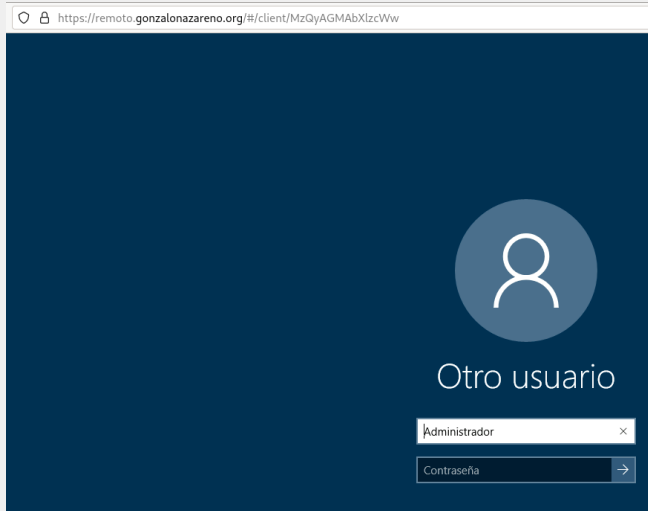 https://remoto.gonzalonazareno.org/#/client/MzQyAGMAbXlzcWw
Otro usuario
Administrador
Contraseña